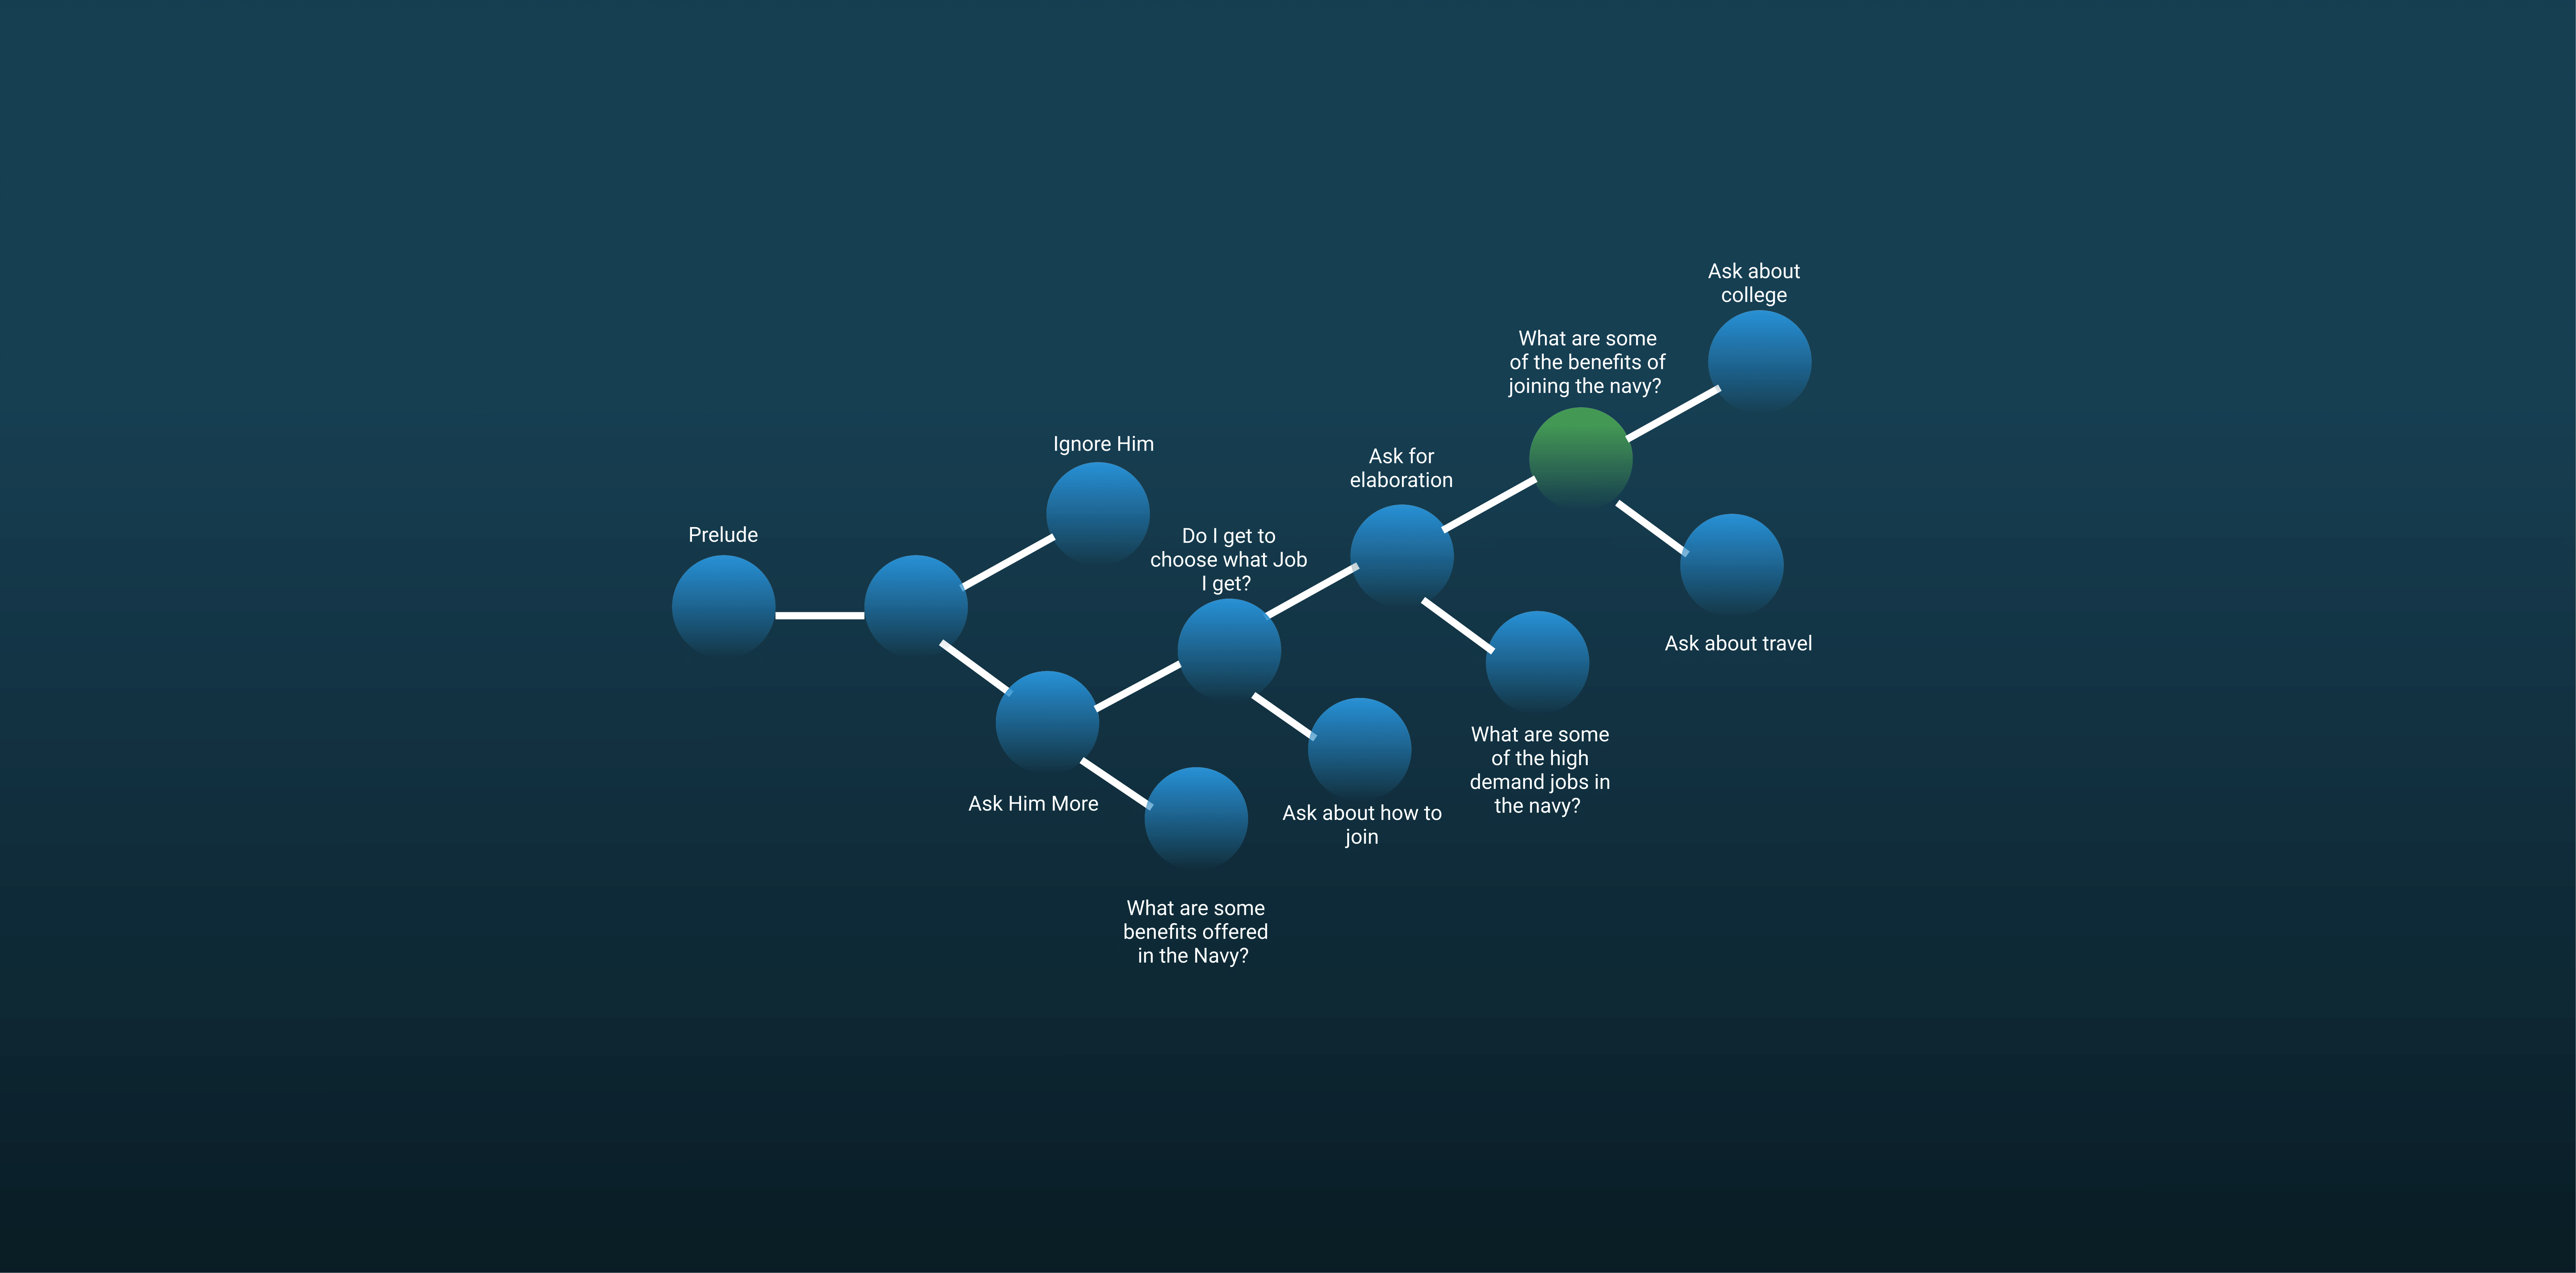 Ask about
college
What are some
of the benefits of
joining the navy?
Ignore Him
Ask for
elaboration
Prelude
Do I get to
choose what Job
I get?
Ask about travel
What are some
of the high
demand jobs in
the navy?
Ask Him More
Ask about how to
join
What are some
benefits offered
in the Navy?